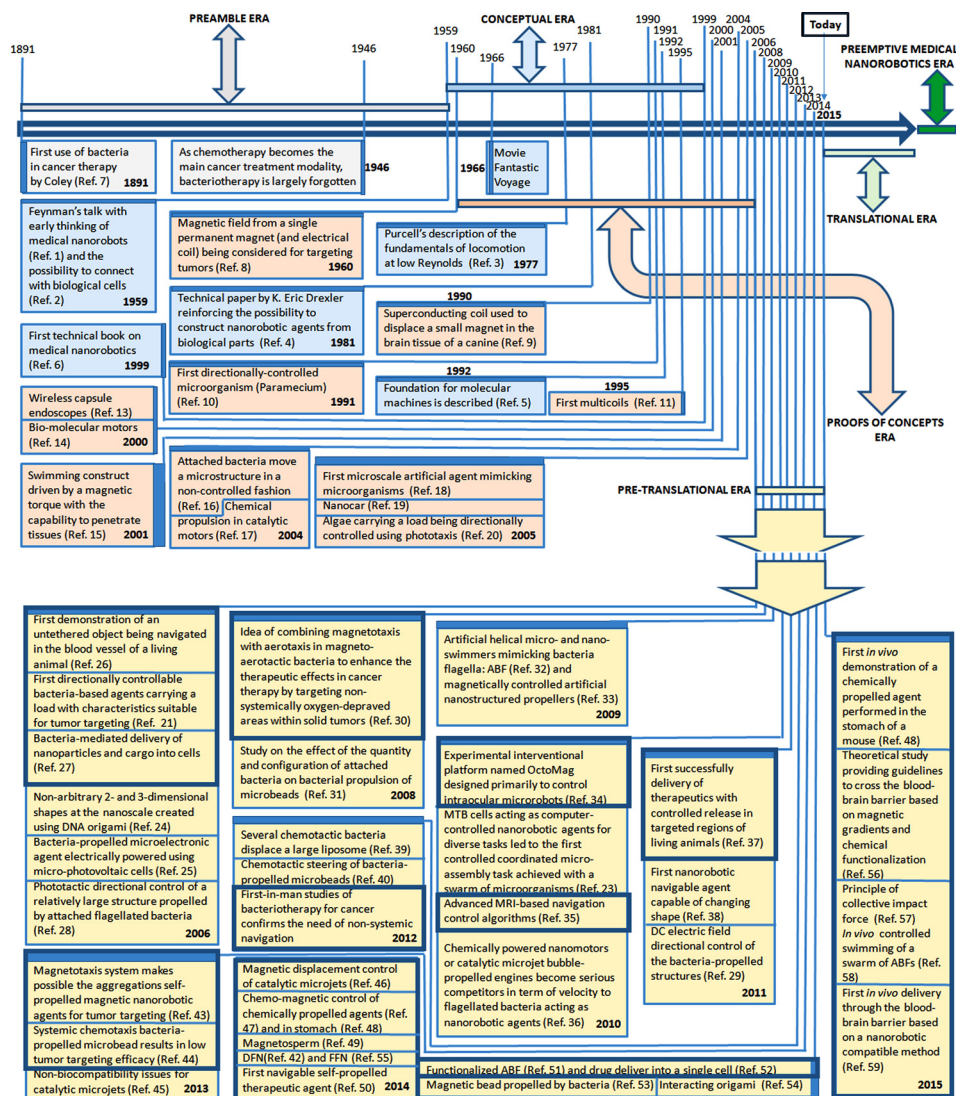 PREAMBLE ERA
CONCEPTUAL ERA
1891
1946
1959
1960
1966
1977
1981
1990
1991
1992
1995
1999
2000
2001
2004
2005
2006
2008
2009
2010
2011
2012
2013
2014
2015
Today
PREEMPTIVE MEDICAL
NANOROBOTICS ERA
TRANSLATIONAL ERA
PROOFS OF CONCEPTS
ERA
PRE-TRANSLATIONAL ERA
First use of bacteria
in cancer therapy
by Coley (Ref. 7) 1891
As chemotherapy becomes the
main cancer treatment modality,
bacteriotherapy is largely forgotten
1946
1966
Movie
Fantastic
Voyage
Feynman's talk with
early thinking of
medical nanorobots
(Ref. 1) and the
possibility to connect
with biological cells
(Ref. 2)
1959
Magnetic field from a single
permanent magnet (and electrical
coil) being considered for targeting
tumors (Ref. 8) 1960
Purcell's description of the
fundamentals of locomotion
at low Reynolds (Ref. 3) 1977
Technical paper by K. Eric Drexler
reinforcing the possibility to
construct nanorobotic agents from
biological parts (Ref. 4) 1981
1990
Superconducting coil used to
displace a small magnet in the
brain tissue of a canine (Ref. 9)
First technical book on
medical nanorobotics
(Ref. 6) 1999
First directionally-controlled
microorganism (Paramecium)
(Ref. 10) 1991
1992
Foundation for molecular
machines is described (Ref. 5)
1995
First multicoils (Ref. 11)
Wireless capsule
endoscopes (Ref. 13)
Bio-molecular motors
(Ref. 14) 2000
Swimming construct
driven by a magnetic
torque with the
capability to penetrate
tissues (Ref. 15) 2001
Attached bacteria move
a microstructure in a
non-controlled fashion
(Ref. 16) Chemical
propulsion in catalytic
motors (Ref. 17) 2004
First microscale artificial agent mimicking
microorganisms (Ref. 18)
Nanocar (Ref. 19)
Algae carrying a load being directionally
controlled using phototaxis (Ref. 20) 2005
First demonstration of an
untethered object being navigated
in the blood vessel of a living
animal (Ref. 26)
First directionally controllable
bacteria-based agents carrying a
load with characteristics suitable
for tumor targeting (Ref. 21)
Bacteria-mediated delivery of
nanoparticles and cargo into cells
(Ref. 27)
Non-arbitrary 2- and 3-dimensional
shapes at the nanoscale created
using DNA origami (Ref. 24)
Bacteria-propelled microelectronic
agent electrically powered using
micro-photovoltaic cells (Ref. 25)
Phototactic directional control of a
relatively large structure propelled
by attached flagellated bacteria
(Ref. 28) 2006
Magnetotaxis system makes
possible the aggregations self-
propelled magnetic nanorobotic
agents for tumor targeting (Ref. 43)
Systemic chemotaxis bacteria-
propelled microbead results in low
tumor targeting efficacy (Ref. 44)
Non-biocompatibility issues for
catalytic microjets (Ref. 45) 2013
Idea of combining magnetotaxis
with aerotaxis in magneto-
aerotactic bacteria to enhance the
therapeutic effects in cancer
therapy by targeting non-
systemically oxygen-depraved
areas within solid tumors (Ref. 30)
Study on the effect of the quantity
and configuration of attached
bacteria on bacterial propulsion of
microbeads (Ref. 31) 2008
Several chemotactic bacteria
displace a large liposome (Ref. 39)
Chemotactic steering of bacteria-
propelled microbeads (Ref. 40)
First-in-man studies of
bacteriotherapy for cancer
confirms the need of non-systemic
navigation 2012
Magnetic displacement control
of catalytic microjets (Ref. 46)
Chemo-magnetic control of
chemically propelled agents
(Ref. 47) and in stomach (Ref. 48)
Magnetosperm (Ref. 49)
DFN(Ref. 42) and FFN (Ref. 55)
First navigable self-propelled
therapeutic agent (Ref. 50) 2014
Functionalized ABF (Ref. 51) and drug deliver into a single cell (Ref. 52)
Magnetic bead propelled by bacteria (Ref. 53)
Interacting origami (Ref. 54)
Artificial helical micro- and nano-
swimmers mimicking bacteria
flagella: ABF (Ref. 32) and
magnetically controlled artificial
nanostructured propellers (Ref. 33)
2009
Experimental interventional
platform named OctoMag
designed primarily to control
intraocular microrobots (Ref. 34)
MTB cells acting as computer-
controlled nanorobotic agents for
diverse tasks led to the first
controlled coordinated micro-
assembly task achieved with a
swarm of microorganisms (Ref. 23)
Advanced MRI-based navigation
control algorithms (Ref. 35)
Chemically powered nanomotors
or catalytic microjet bubble-
propelled engines become serious
competitors in term of velocity to
flagellated bacteria acting as
nanorobotic agents (Ref. 36) 2010
First successfully
delivery of
therapeutics with
controlled release in
targeted regions of
living animals (Ref. 37)
First nanorobotic
navigable agent
capable of changing
shape (Ref. 38)
DC electric field
directional control of
the bacteria-propelled
structures (Ref. 29)
2011
First in vivo
demonstration of a
chemically propelled
agent performed in
the stomach of a
mouse (Ref. 48)
Theoretical study
providing guidelines
to cross the blood-
brain barrier based on
magnetic
gradients and
chemical
functionalization
(Ref. 56)
Principle of
collective impact
force (Ref. 57)
In vivo controlled
swimming of a
swarm of ABFs (Ref.
58)
First in vivo delivery
through the blood-
brain barrier based
on a nanorobotic
compatible method
(Ref. 59)
2015